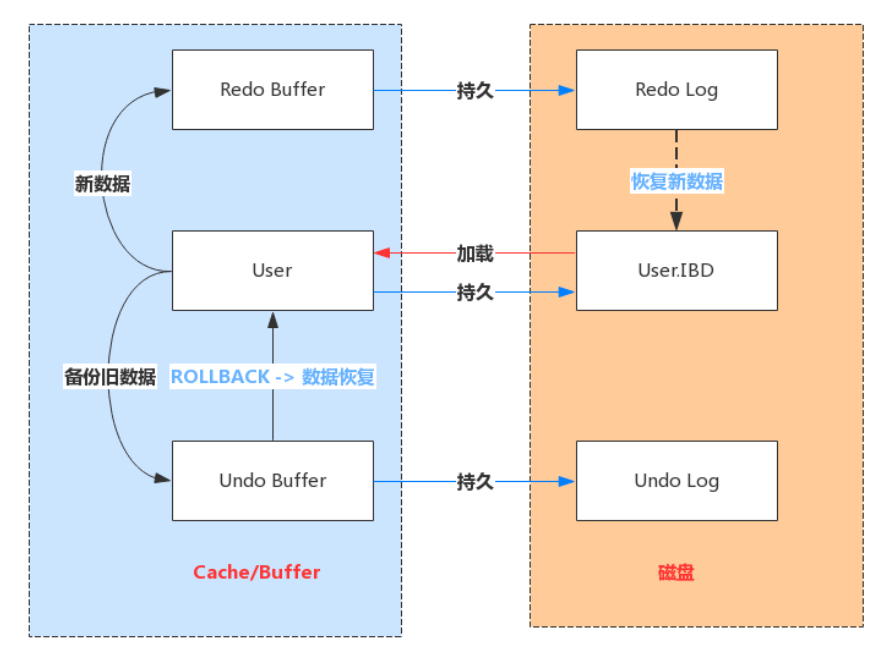 Redo Buffer
持久
Redo Log
新数据
恢复新数据
User
加载
持久
User.IBD
备份旧数据
ROLLBACK -> 数据恢复
Undo Buffer
持久
Undo Log
Cache/Buffer
磁盘